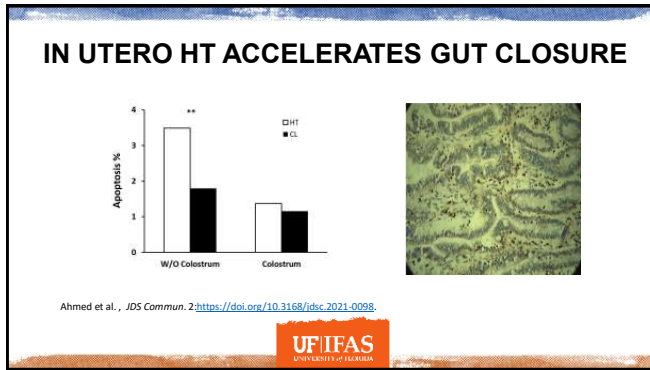 IN UTERO HT ACCELERATES GUT CLOSURE
4
3
2
1
0
Apoptosis %
**
HT
CL
W/O Colostrum
Colostrum
Ahmed et al. , JDS Commun. 2:https://doi.org/10.3168/jdsc.2021-0098.
UF|IFAS
UNIVERSITY of FLORIDA